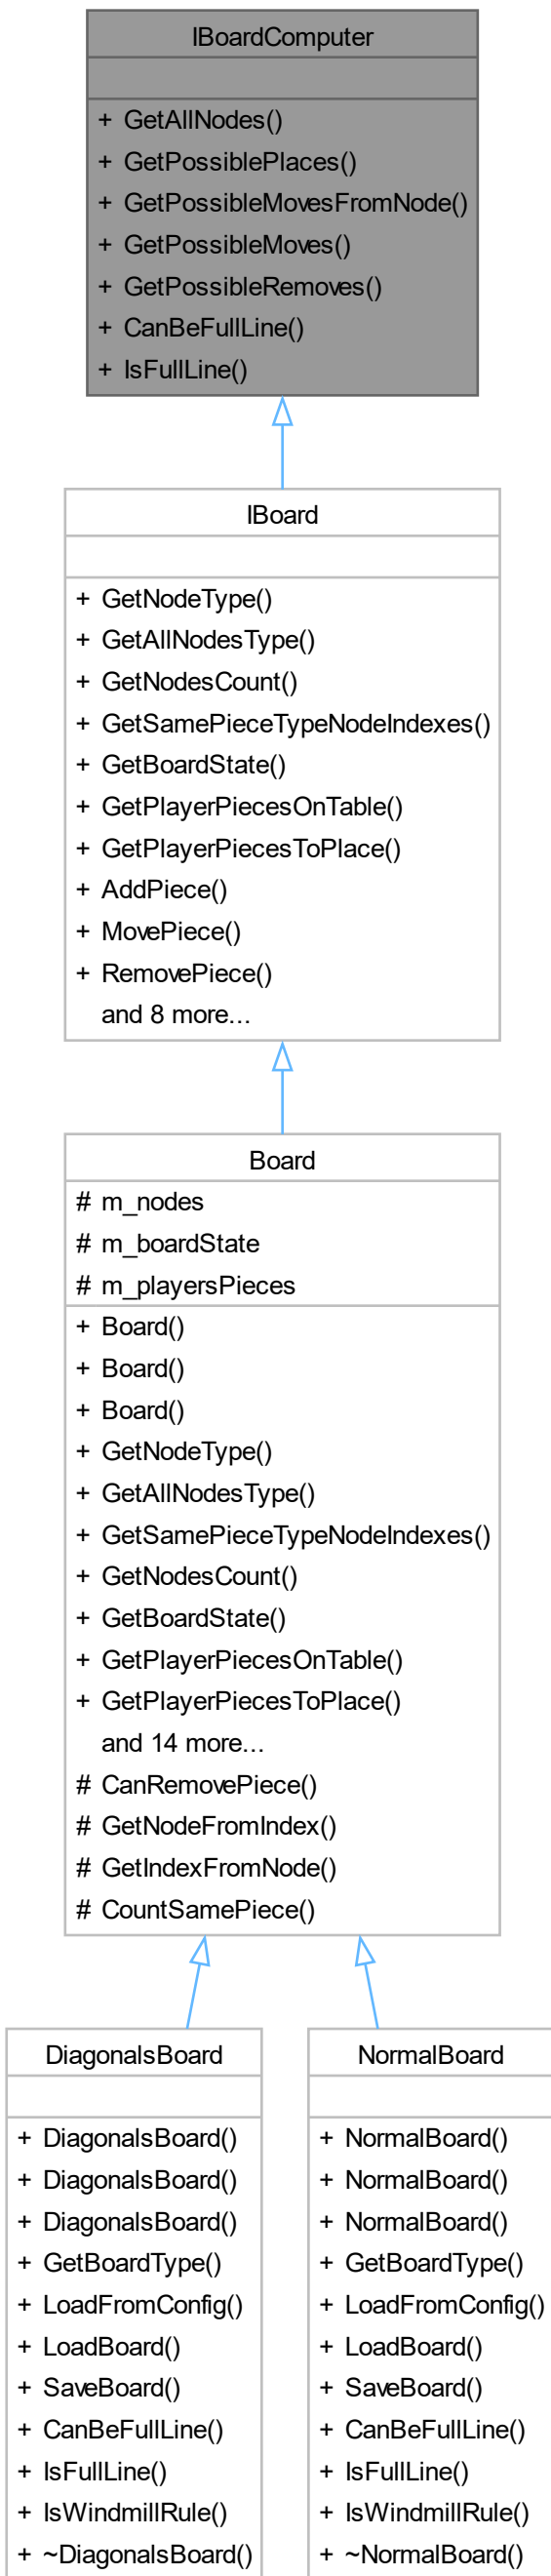 IBoardComputer
+ GetAllNodes()
+ GetPossiblePlaces()
+ GetPossibleMovesFromNode()
+ GetPossibleMoves()
+ GetPossibleRemoves()
+ CanBeFullLine()
+ IsFullLine()
IBoard
+ GetNodeType()
+ GetAllNodesType()
+ GetNodesCount()
+ GetSamePieceTypeNodeIndexes()
+ GetBoardState()
+ GetPlayerPiecesOnTable()
+ GetPlayerPiecesToPlace()
+ AddPiece()
+ MovePiece()
+ RemovePiece()
and 8 more...
Board
# m_nodes
# m_boardState
# m_playersPieces
+ Board()
+ Board()
+ Board()
+ GetNodeType()
+ GetAllNodesType()
+ GetSamePieceTypeNodeIndexes()
+ GetNodesCount()
+ GetBoardState()
+ GetPlayerPiecesOnTable()
+ GetPlayerPiecesToPlace()
and 14 more...
# CanRemovePiece()
# GetNodeFromIndex()
# GetIndexFromNode()
# CountSamePiece()
DiagonalsBoard
+ DiagonalsBoard()
+ DiagonalsBoard()
+ DiagonalsBoard()
+ GetBoardType()
+ LoadFromConfig()
+ LoadBoard()
+ SaveBoard()
+ CanBeFullLine()
+ IsFullLine()
+ IsWindmillRule()
+ ~DiagonalsBoard()
NormalBoard
+ NormalBoard()
+ NormalBoard()
+ NormalBoard()
+ GetBoardType()
+ LoadFromConfig()
+ LoadBoard()
+ SaveBoard()
+ CanBeFullLine()
+ IsFullLine()
+ IsWindmillRule()
+ ~NormalBoard()